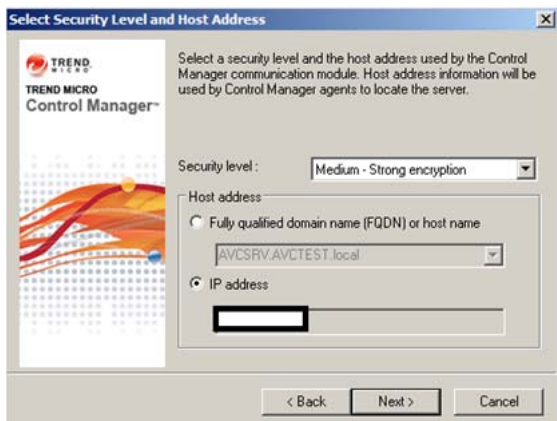 Select Security Level and Host Address
TREND
MICRO
TREND MICRO
Control Manager™
Select a security level and the host address used by the Control
Manager communication module. Host address information will be
used by Control Manager agents to locate the server.
Security level :
Medium - Strong encryption
Host address
Fully qualified domain name (FQDN) or host name
AVCSRV.AVCTEST.local
IP address
< Back
Next >
Cancel